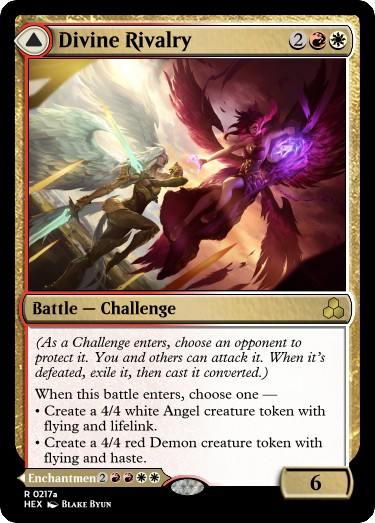 Divine Rivalry 2
Battle — Challenge
(As a Challenge enters, choose an opponent to
protect it. You and others can attack it. When it's
defeated, exile it, then cast it converted.)
When this battle enters, choose one —
• Create a 4/4 white Angel creature token with
flying and lifelink.
• Create a 4/4 red Demon creature token with
flying and haste.
Enchantmen 2
6
R 0217a
HEX BLAKE BYUN